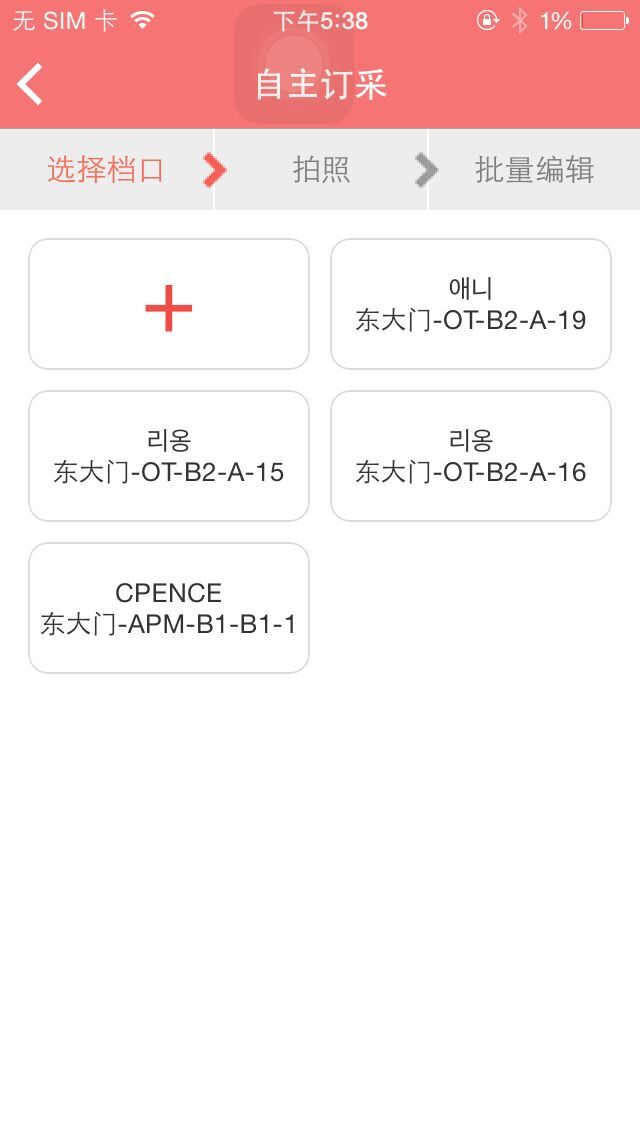 无 SIM 卡
下午5:38
1%
自主订采
选择档口
拍照
批量编辑
애니
东大门-OT-B2-A-19
리옹
东大门-OT-B2-A-15
리옹
东大门-OT-B2-A-16
CPENCE
东大门-APM-B1-B1-1